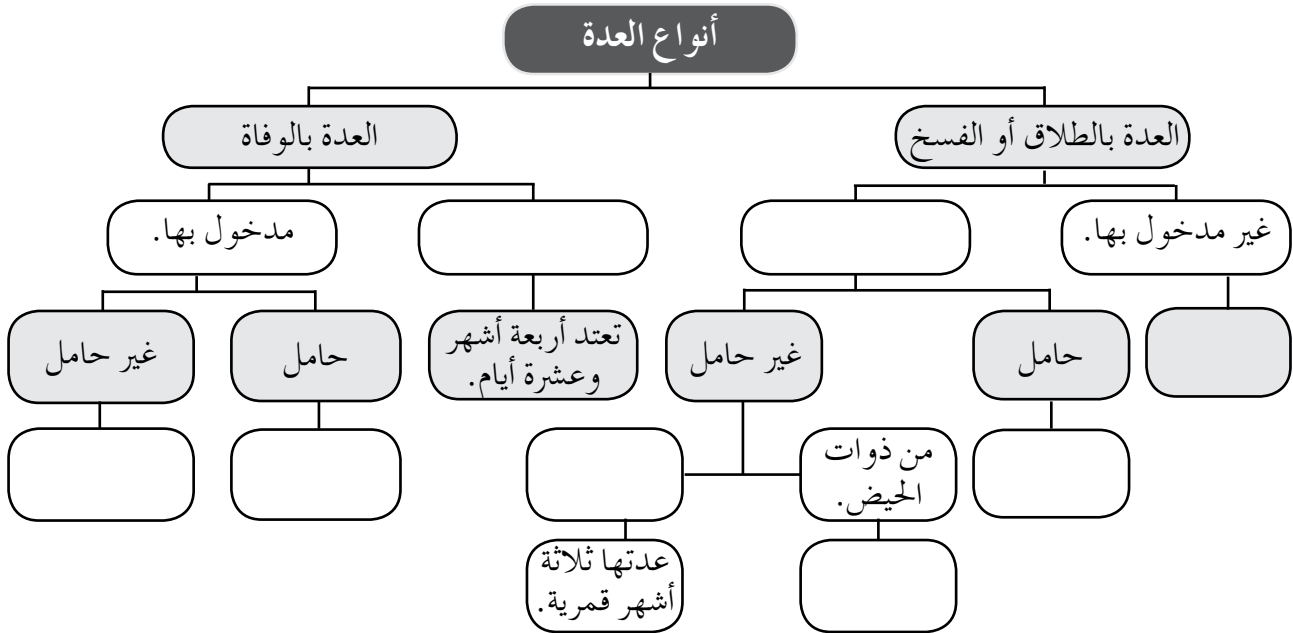 أنواع العدة
العدة بالطلاق أو الفسخ
العدة بالوفاة
غير مدخول بها.
مدخول بها.
حامل
غير حامل
تعتد أربعة أشهر
وعشرة أيام.
حامل
غير حامل
من ذوات
الحيض.
عدتها ثلاثة
أشهر قمرية.